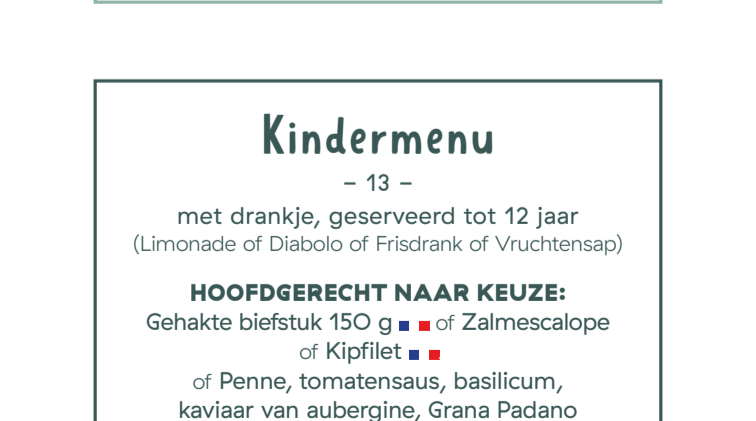 Kindermenu
– 13 –
met drankje, geserveerd tot 12 jaar
(Limonade of Diabolo of Frisdrank of Vruchtensap)
HOOFDGERECHT NAAR KEUZE:
Gehakte biefstuk 150 g of Zalmescalope
of Kipfilet
of Penne, tomatensaus, basilicum,
kaviaar van aubergine, Grana Padano